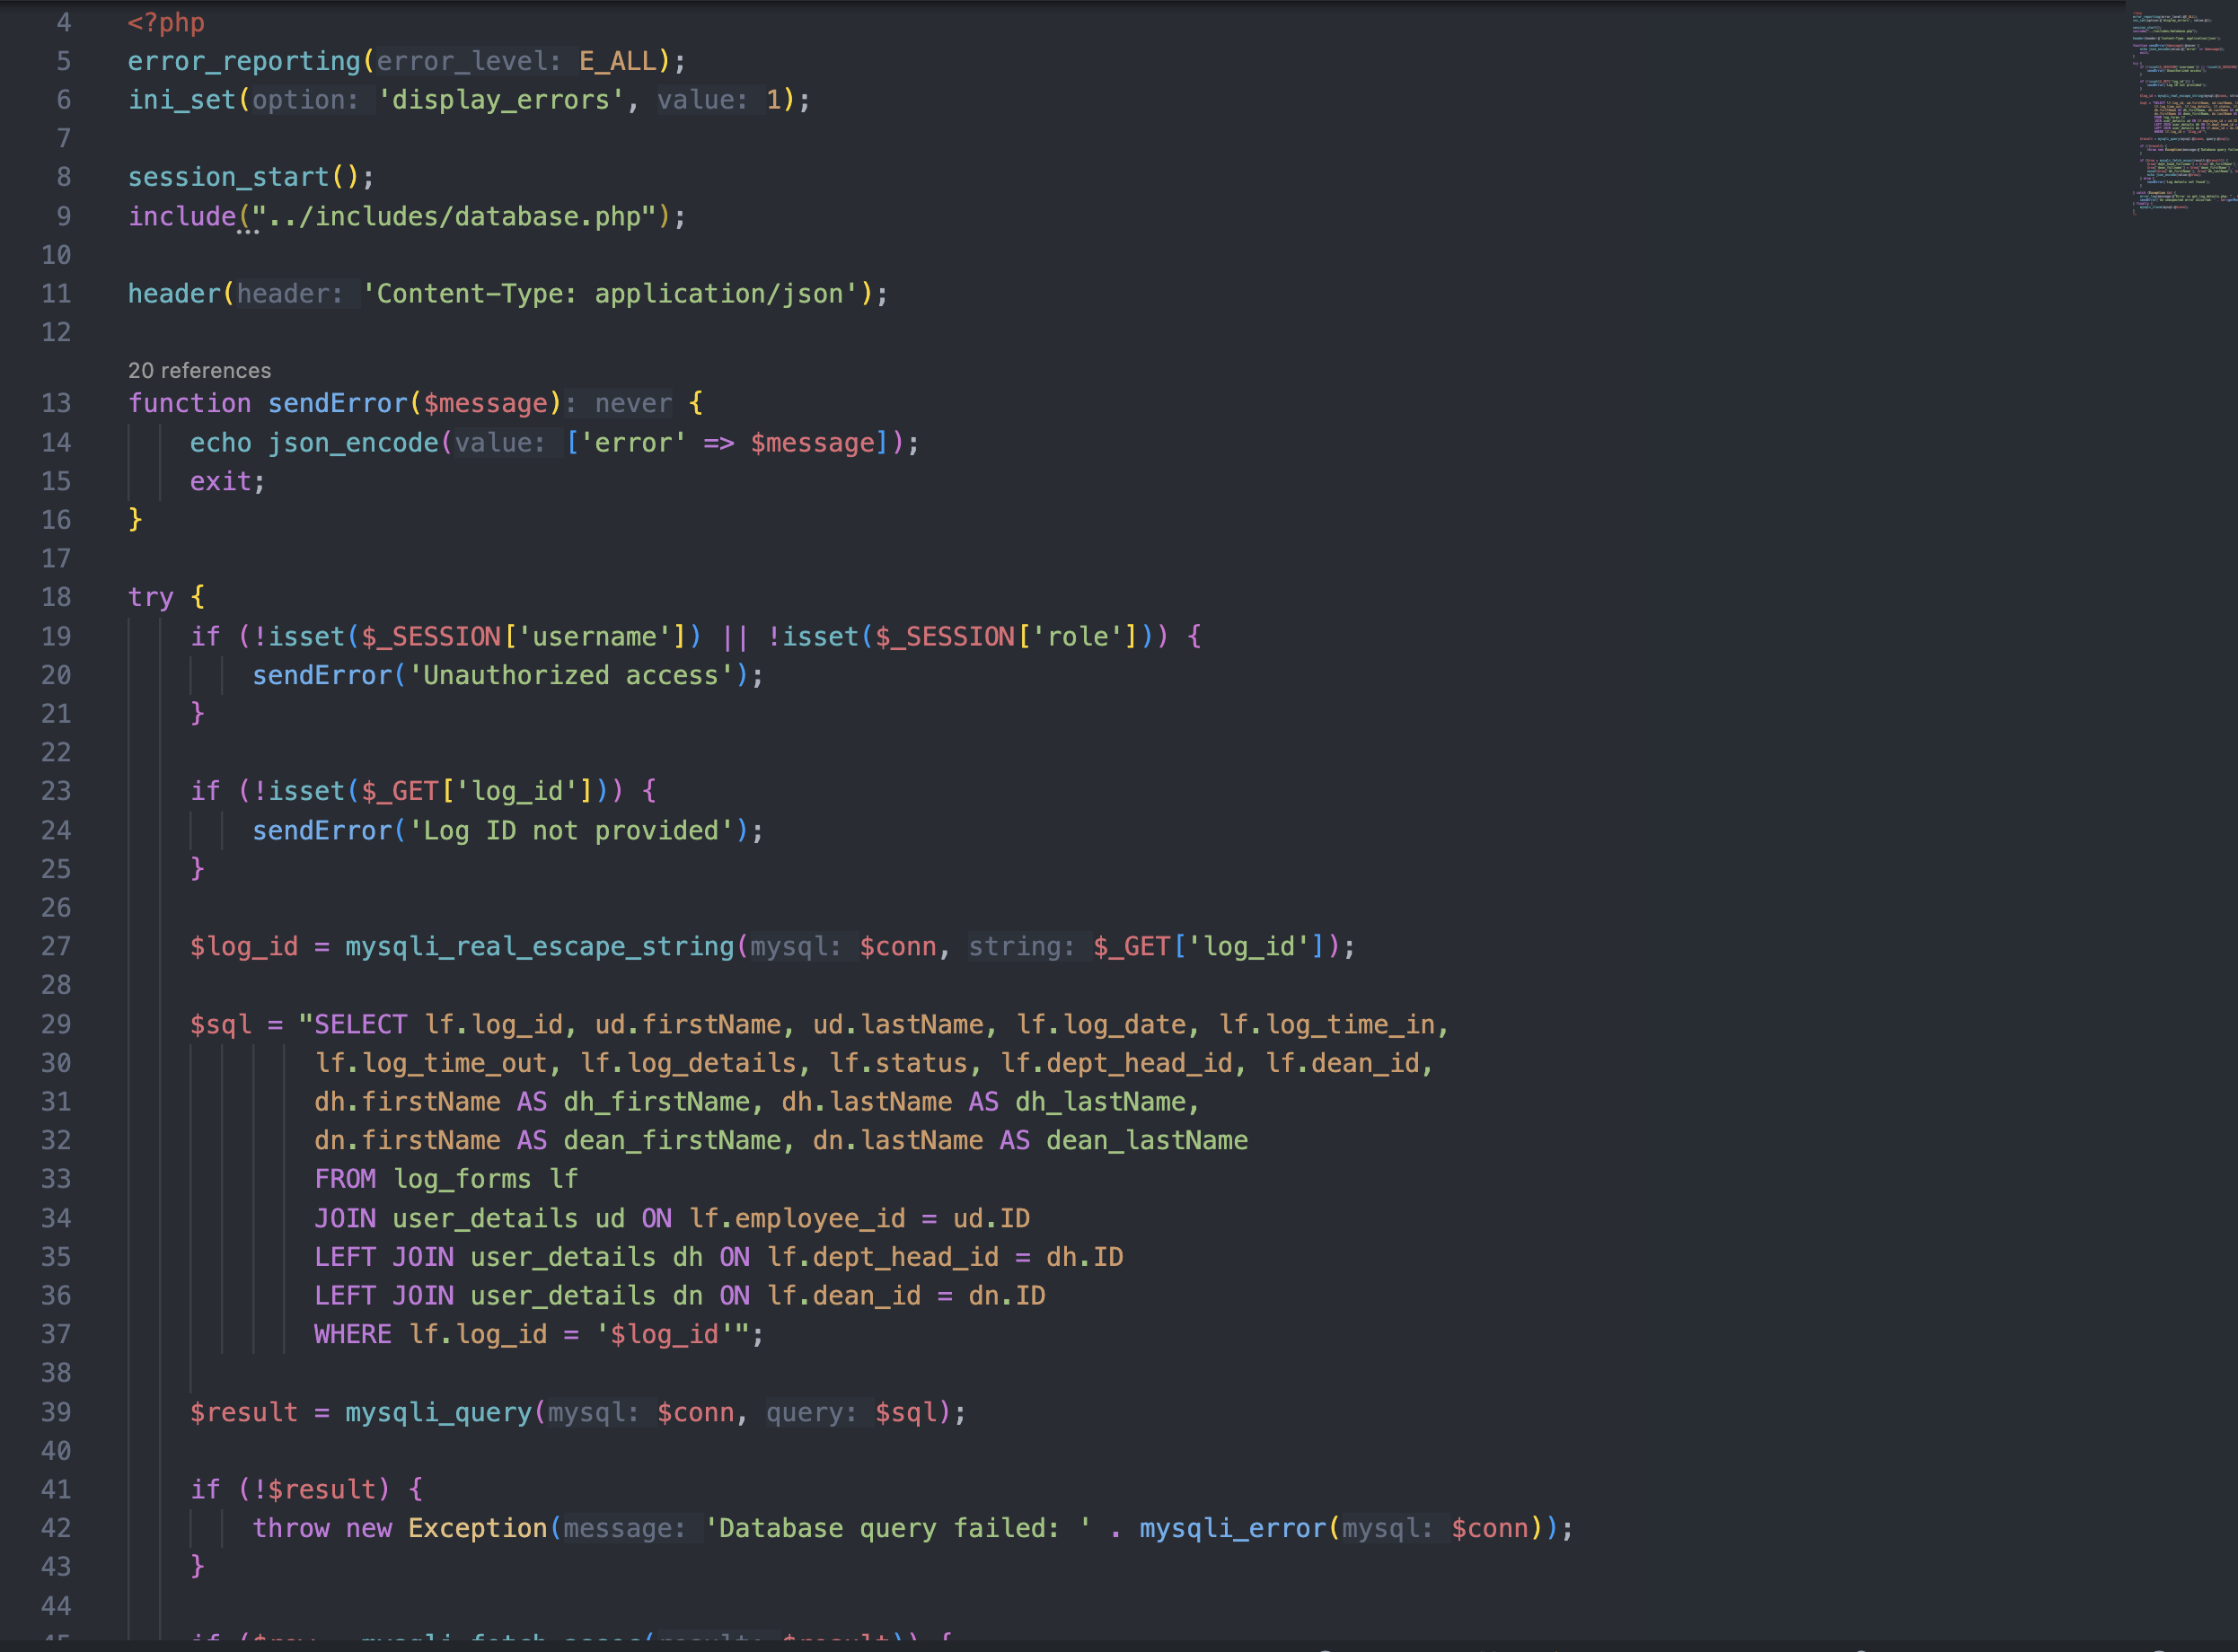 4 <?php
5 error_reporting(error_level: E_ALL);
6 ini_set(option: 'display_errors', value: 1);
7
8 session_start();
9 include("../includes/database.php");
10
11 header(header: 'Content-Type: application/json');
12
20 references
13 function sendError($message): never {
14 echo json_encode(value: ['error' => $message]);
15 exit;
16 }
17
18 try {
19 if (!isset($_SESSION['username']) || !isset($_SESSION['role'])) {
20 sendError('Unauthorized access');
21 }
22
23 if (!isset($_GET['log_id'])) {
24 sendError('Log ID not provided');
25 }
26
27 $log_id = mysqli_real_escape_string(mysql: $conn, string: $_GET['log_id']);
28
29 $sql = "SELECT lf.log_id, ud.firstName, ud.lastName, lf.log_date, lf.log_time_in,
30 lf.log_time_out, lf.log_details, lf.status, lf.dept_head_id, lf.dean_id,
31 dh.firstName AS dh_firstName, dh.lastName AS dh_lastName,
32 dn.firstName AS dean_firstName, dn.lastName AS dean_lastName
33 FROM log_forms lf
34 JOIN user_details ud ON lf.employee_id = ud.ID
35 LEFT JOIN user_details dh ON lf.dept_head_id = dh.ID
36 LEFT JOIN user_details dn ON lf.dean_id = dn.ID
37 WHERE lf.log_id = '$log_id'";
38
39 $result = mysqli_query(mysql: $conn, query: $sql);
40
41 if (!$result) {
42 throw new Exception(message: 'Database query failed: ' . mysqli_error(mysql: $conn));
43 }
44